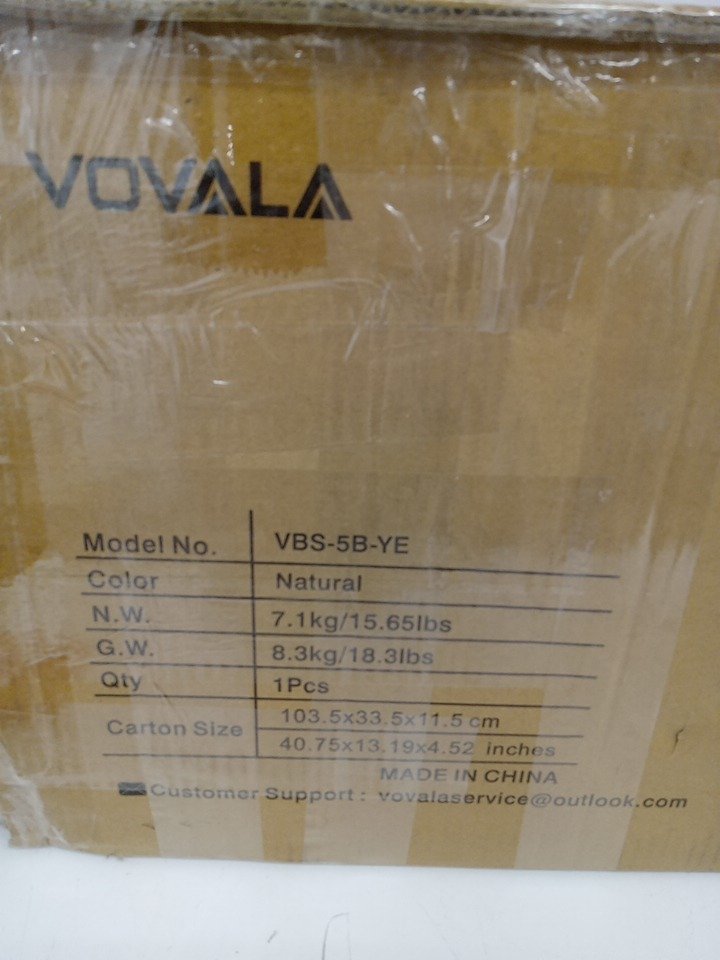 VOVALA
Model No. VBS-5B-YE
Color Natural
N.W. 7.1kg/15.65lbs
G.W. 8.3kg/18.3lbs
Qty 1Pcs
Carton Size 103.5x33.5x11.5 cm
40.75x13.19x4.52 inches
MADE IN CHINA
Customer Support : vovalaservice@outlook.com